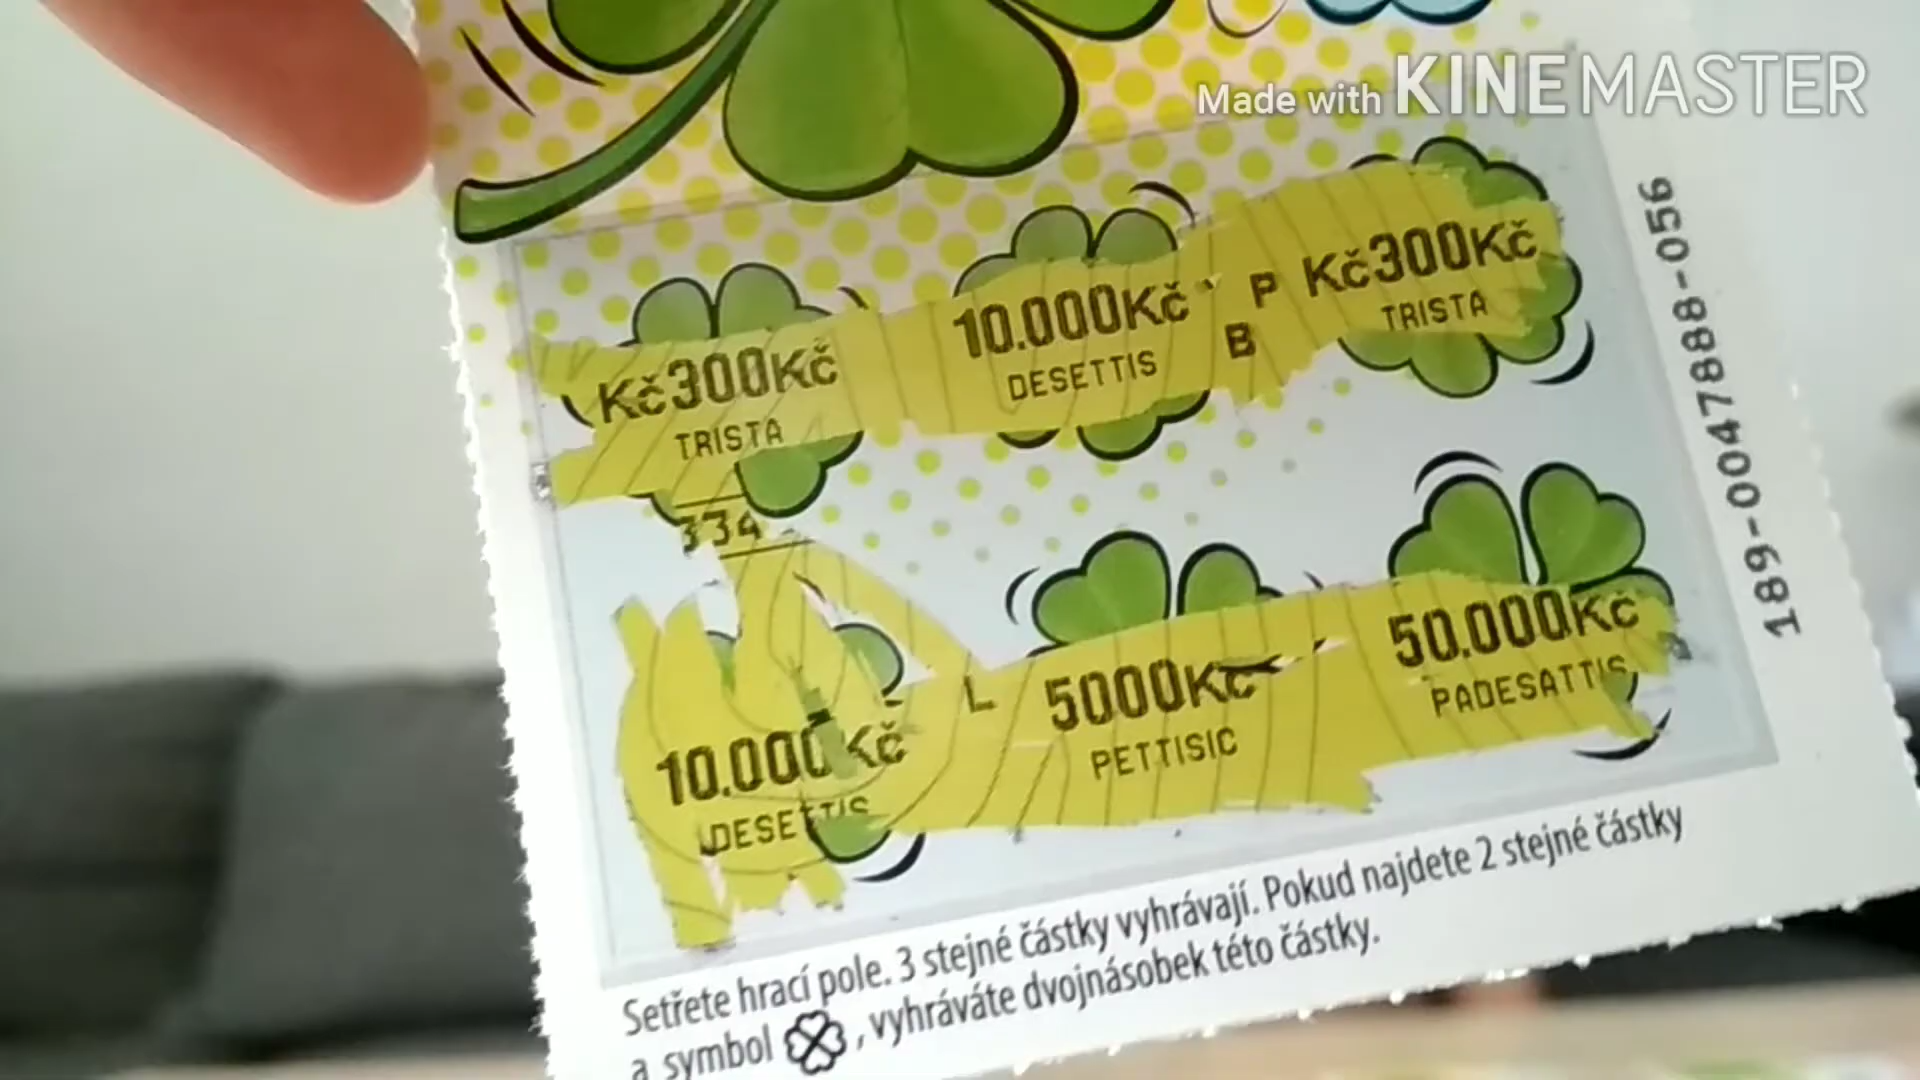 Made with KINEMASTER
Kč300Kč
TRISTA
10.000Kč
DESETTIS
P
B
Kč300Kč
TRISTA
334
10.000Kč
DESETTIS
L
5000Kč
PETTISIC
50.000Kč
PADESATTIS
189-0047888-056
Setřete hrací pole. 3 stejné částky vyhrávají. Pokud najdete 2 stejné částky
a symbol , vyhráváte dvojnásobek této částky.